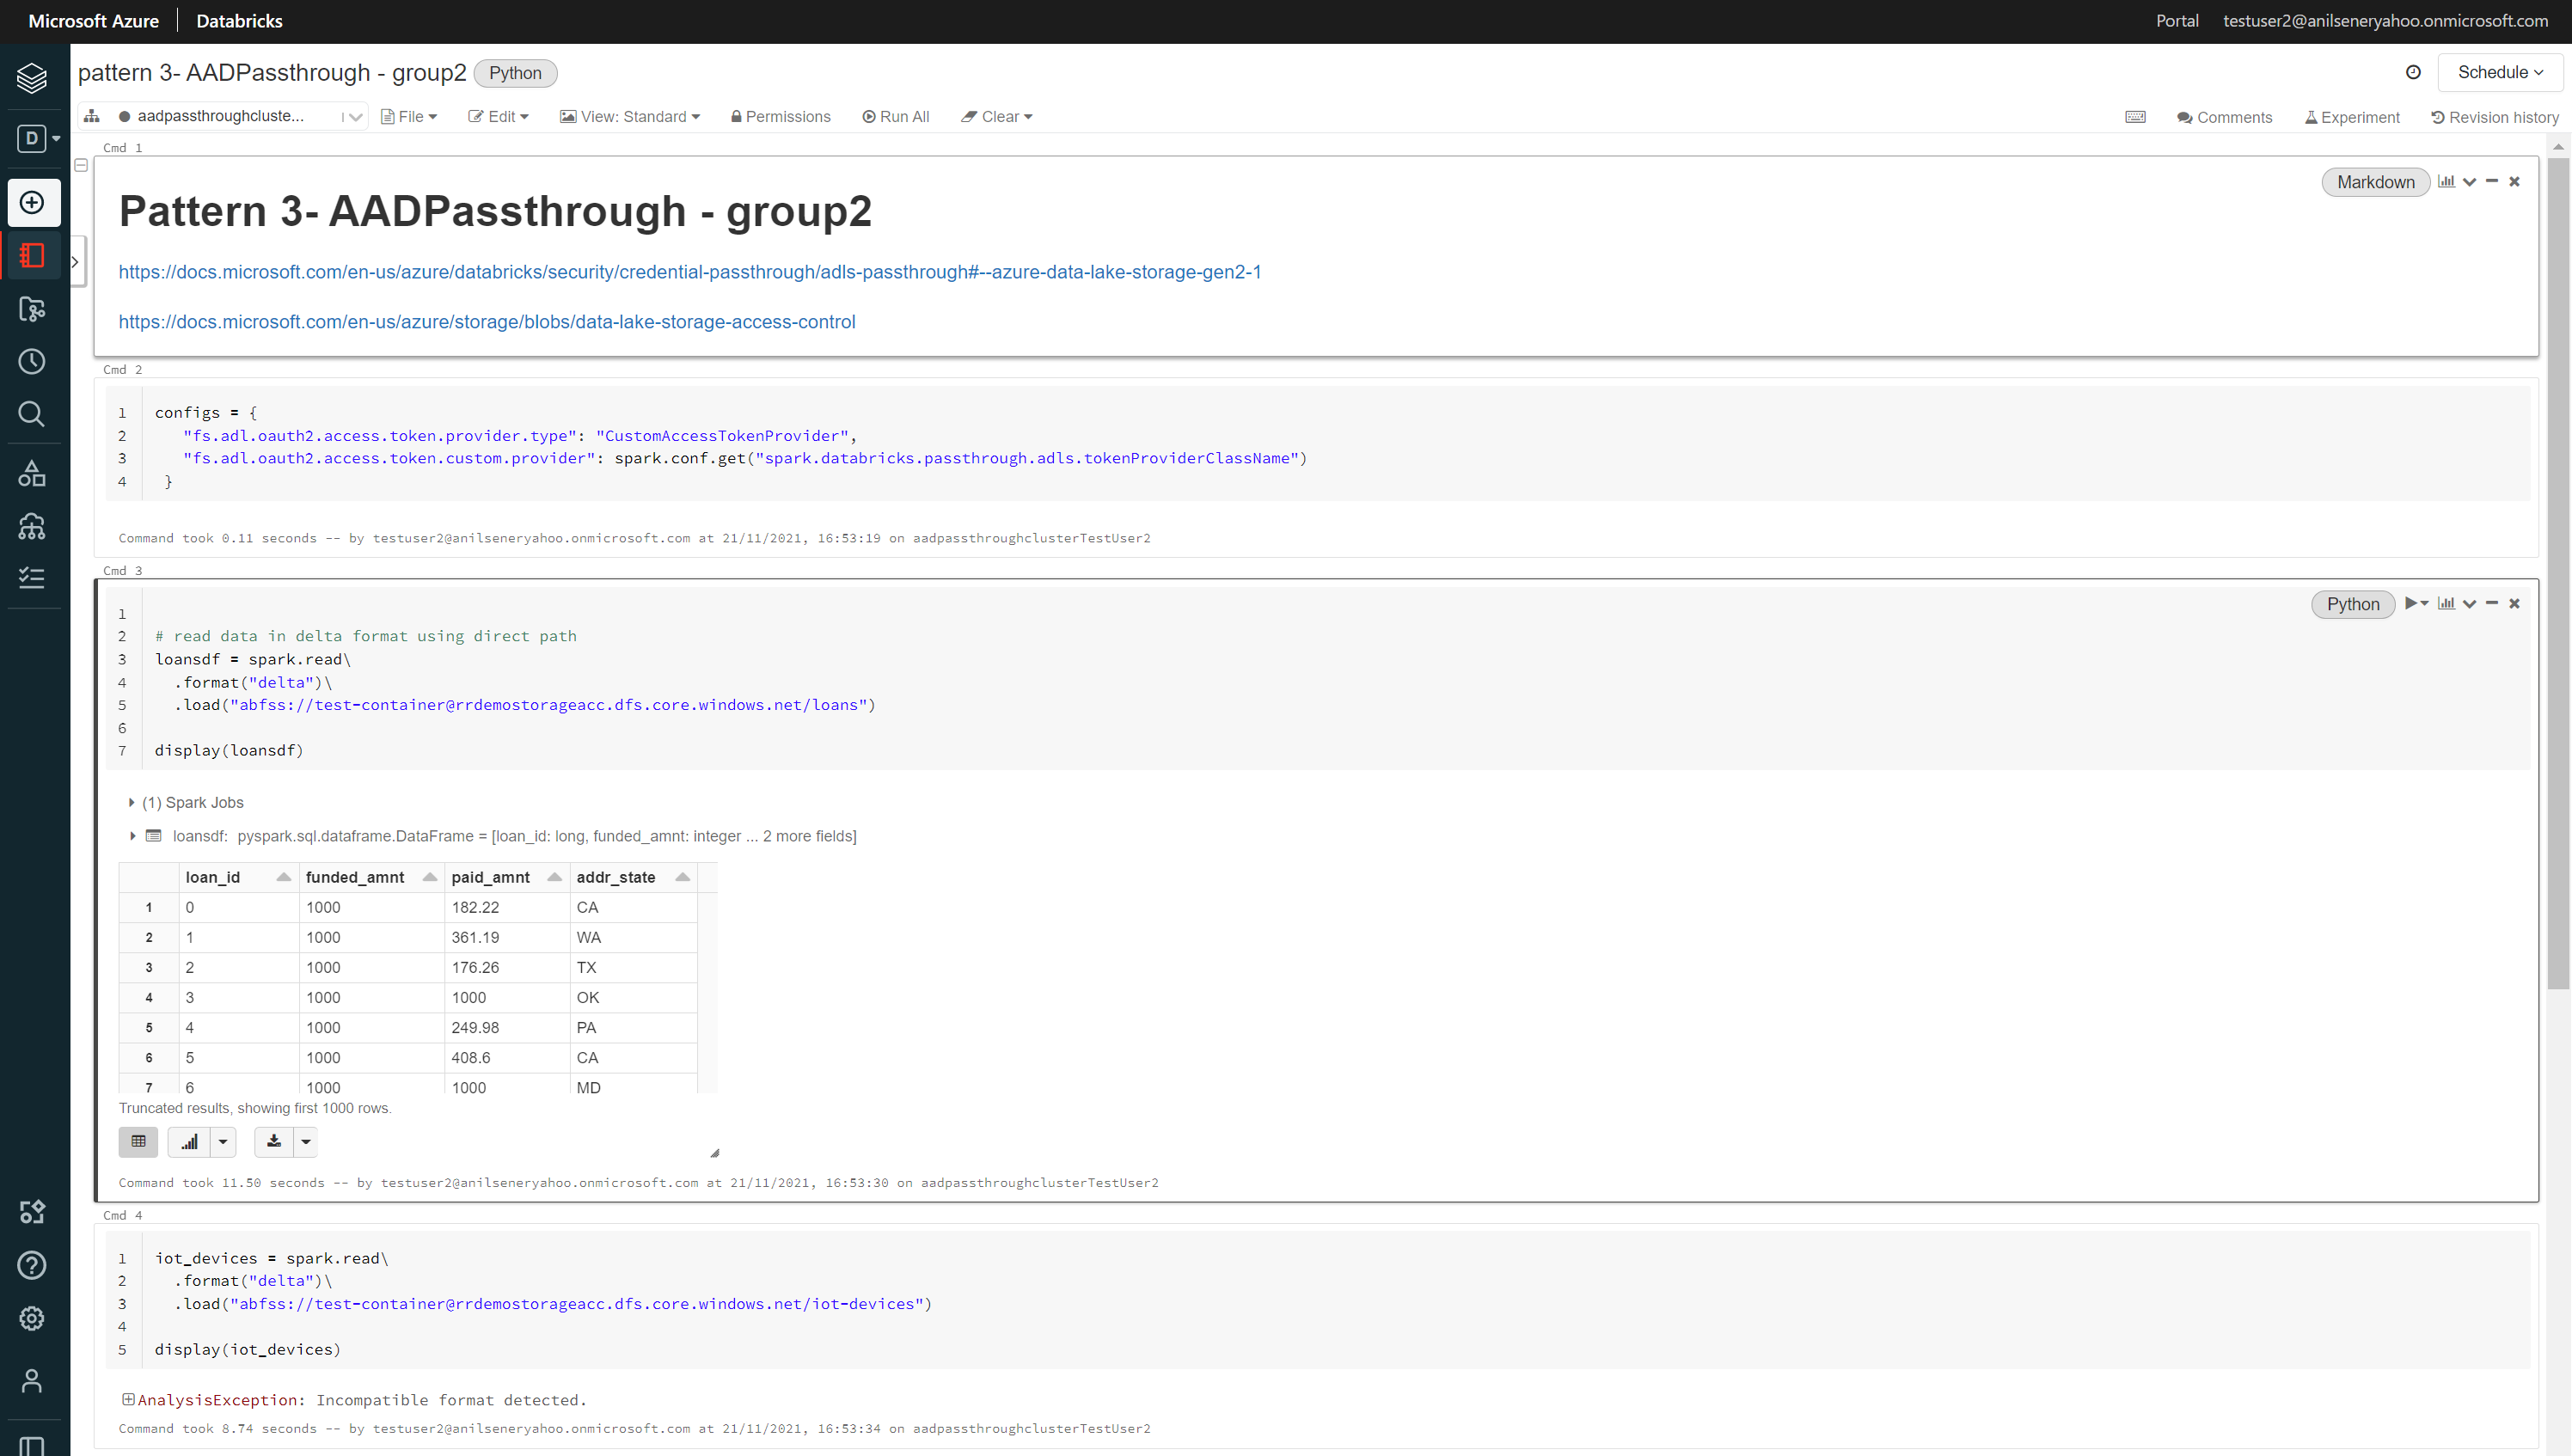 Microsoft Azure | Databricks
Portal testuser2@anilseneryahoo.onmicrosoft.com
pattern 3- AADPassthrough - group2 Python
Schedule
aadpassthroughcluste...
File Edit View: Standard Permissions Run All Clear
Comments Experiment Revision history
D
Cmd 1
Markdown
Pattern 3- AADPassthrough - group2
https://docs.microsoft.com/en-us/azure/databricks/security/credential-passthrough/adls-passthrough#--azure-data-lake-storage-gen2-1
https://docs.microsoft.com/en-us/azure/storage/blobs/data-lake-storage-access-control
Cmd 2
1 configs = {
2 "fs.adl.oauth2.access.token.provider.type": "CustomAccessTokenProvider",
3 "fs.adl.oauth2.access.token.custom.provider": spark.conf.get("spark.databricks.passthrough.adls.tokenProviderClassName")
4 }
Command took 0.11 seconds -- by testuser2@anilseneryahoo.onmicrosoft.com at 21/11/2021, 16:53:19 on aadpassthroughclusterTestUser2
Cmd 3
Python
1
2 # read data in delta format using direct path
3 loansdf = spark.read\
4 .format("delta")\
5 .load("abfss://test-container@rrdemostorageacc.dfs.core.windows.net/loans")
6
7 display(loansdf)
(1) Spark Jobs
loansdf: pyspark.sql.dataframe.DataFrame = [loan_id: long, funded_amnt: integer ... 2 more fields]
loan_id funded_amnt paid_amnt addr_state
1 0 1000 182.22 CA
2 1 1000 361.19 WA
3 2 1000 176.26 TX
4 3 1000 1000 OK
5 4 1000 249.98 PA
6 5 1000 408.6 CA
7 6 1000 1000 MD
Truncated results, showing first 1000 rows.
Command took 11.50 seconds -- by testuser2@anilseneryahoo.onmicrosoft.com at 21/11/2021, 16:53:30 on aadpassthroughclusterTestUser2
Cmd 4
1 iot_devices = spark.read\
2 .format("delta")\
3 .load("abfss://test-container@rrdemostorageacc.dfs.core.windows.net/iot-devices")
4
5 display(iot_devices)
AnalysisException: Incompatible format detected.
Command took 8.74 seconds -- by testuser2@anilseneryahoo.onmicrosoft.com at 21/11/2021, 16:53:34 on aadpassthroughclusterTestUser2